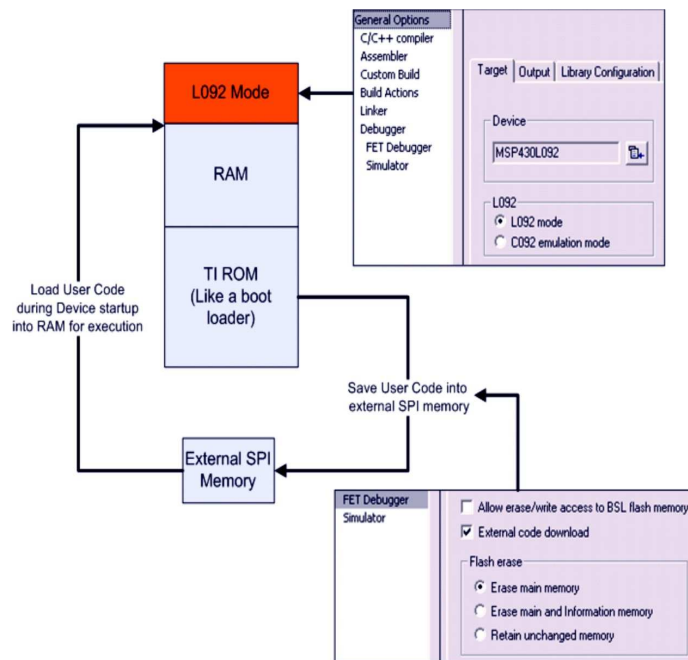 General Options
C/C++ compiler
Assembler
Custom Build
Build Actions
Linker
Debugger
FET Debugger
Simulator
Target
Output
Library Configuration
Device
MSP430L092
L092
L092 mode
C092 emulation mode
L092 Mode
RAM
TI ROM
(Like a boot
loader)
Load User Code
during Device startup
into RAM for execution
Save User Code into
external SPI memory
External SPI
Memory
FET Debugger
Simulator
Allow erase/write access to BSL flash memory
External code download
Flash erase
Erase main memory
Erase main and Information memory
Retain unchanged memory